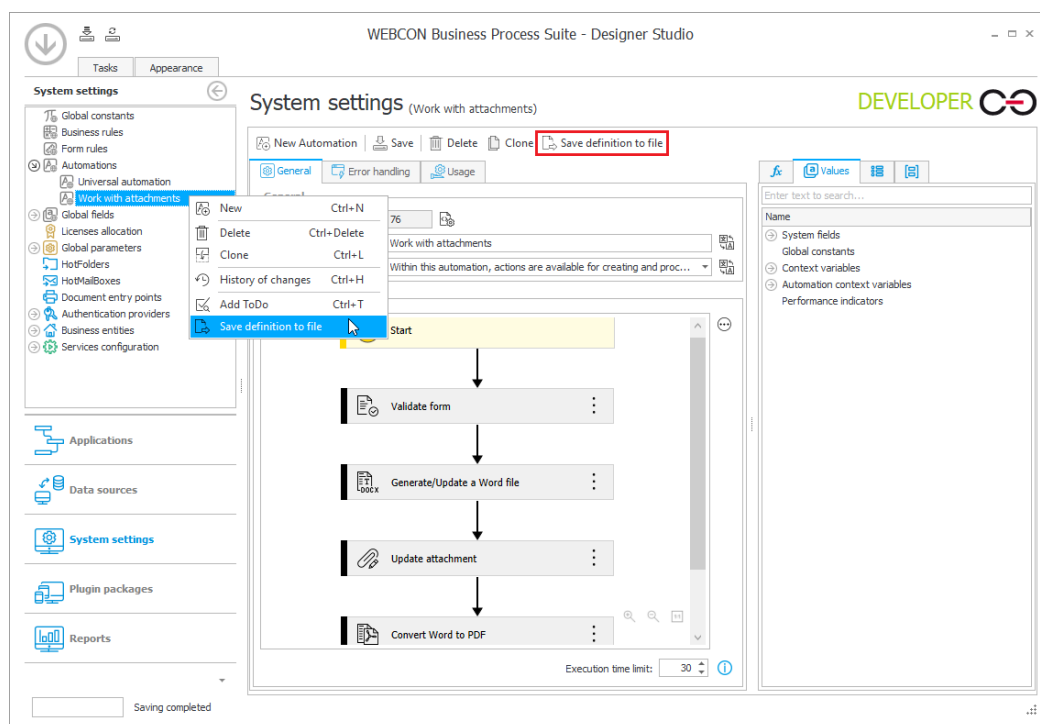 WEBCON Business Process Suite - Designer Studio
Tasks
Appearance
System settings
Global constants
Business rules
Form rules
Automations
Universal automation
Work with attachments
Global fields
Licenses allocation
Global parameters
HotFolders
HotMailBoxes
Document entry points
Authentication providers
Business entities
Services configuration
New Ctrl+N
Delete Ctrl+Delete
Clone Ctrl+L
History of changes Ctrl+H
Add ToDo Ctrl+T
Save definition to file
Applications
Data sources
System settings
Plugin packages
Reports
Saving completed
System settings (Work with attachments)
DEVELOPER
New Automation Save Delete Clone Save definition to file
General Error handling Usage
General
76
Work with attachments
Within this automation, actions are available for creating and proc...
Start
Validate form
DOCX
Generate/Update a Word file
Update attachment
Convert Word to PDF
Execution time limit: 30
fx Values
Enter text to search...
Name
System fields
Global constants
Context variables
Automation context variables
Performance indicators